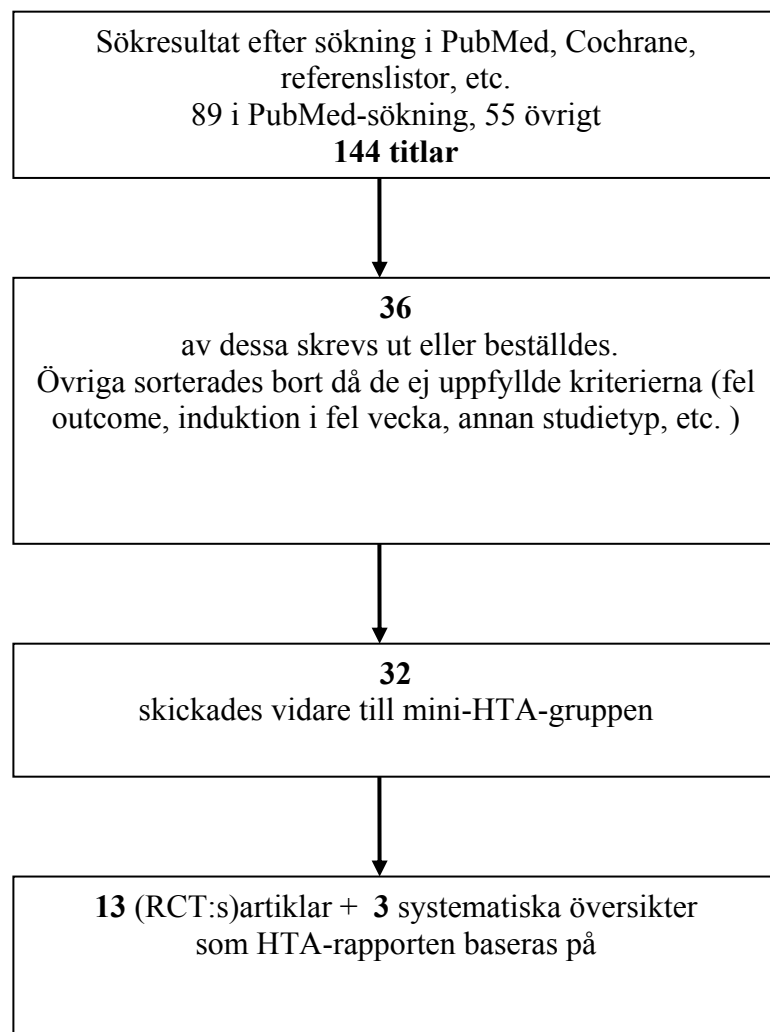 Sökresultat efter sökning i PubMed, Cochrane,
referenslistor, etc.
89 i PubMed-sökning, 55 övrigt
144 titlar
36
av dessa skrevs ut eller beställdes.
Övriga sorterades bort då de ej uppfyllde kriterierna (fel
outcome, induktion i fel vecka, annan studietyp, etc. )
32
skickades vidare till mini-HTA-gruppen
13 (RCT:s)artiklar + 3 systematiska översikter
som HTA-rapporten baseras på